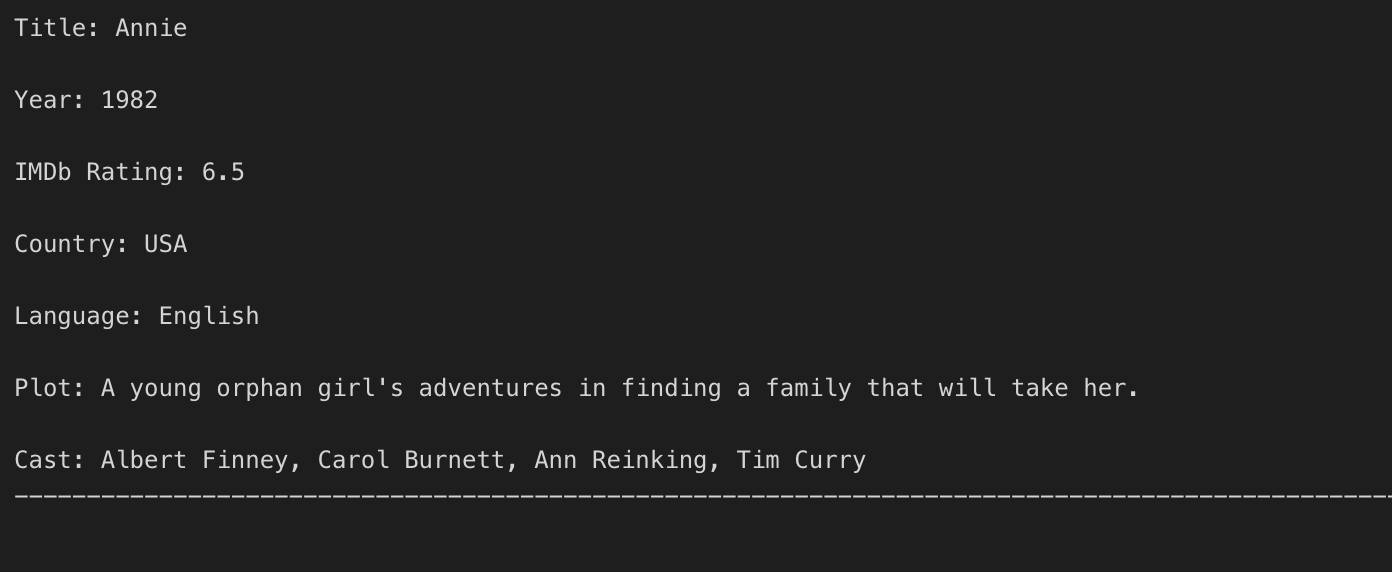 Title: Annie
Year: 1982
IMDb Rating: 6.5
Country: USA
Language: English
Plot: A young orphan girl's adventures in finding a family that will take her.
Cast: Albert Finney, Carol Burnett, Ann Reinking, Tim Curry
------------------------------------------------------------------------------------------------